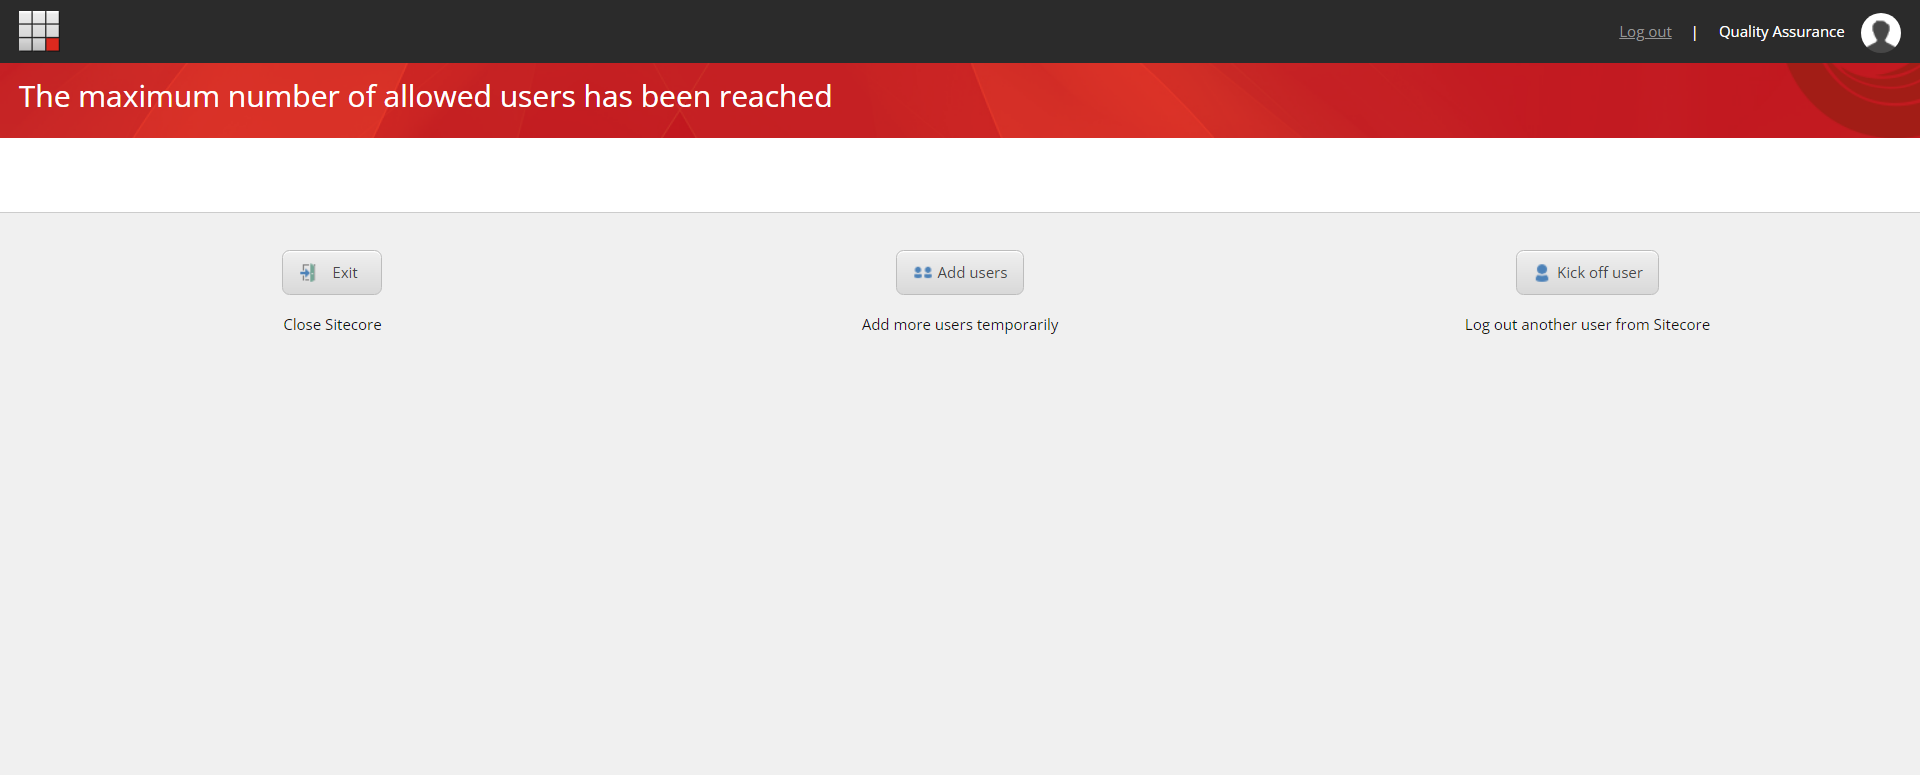 Log out | Quality Assurance
The maximum number of allowed users has been reached
Exit
Close Sitecore
Add users
Add more users temporarily
Kick off user
Log out another user from Sitecore